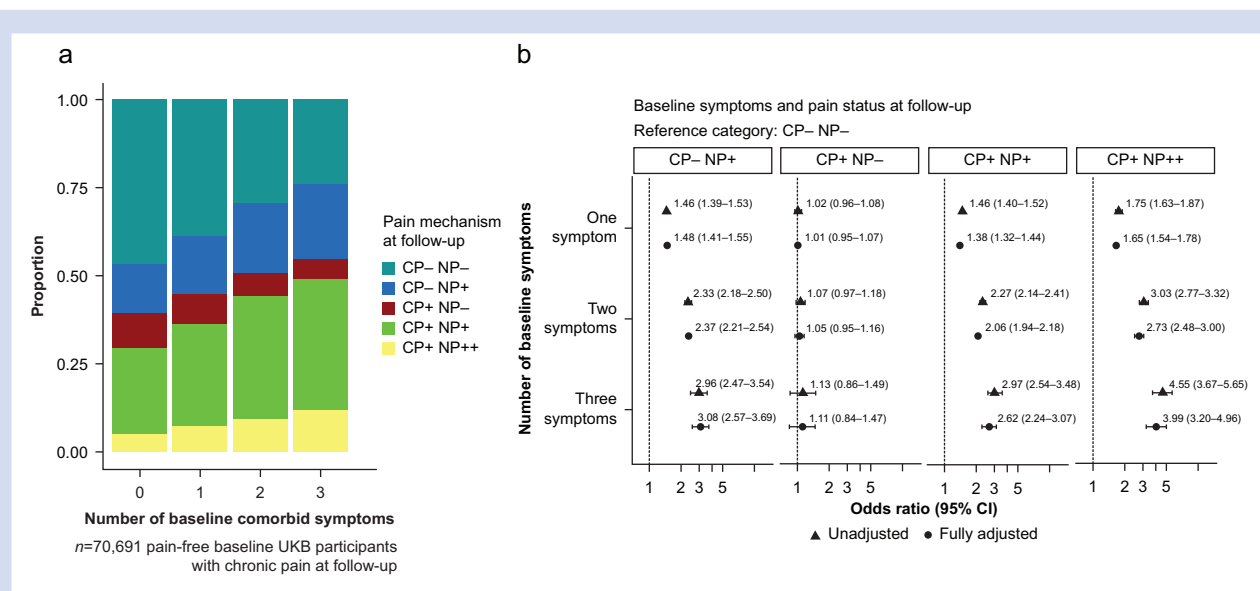 a
1.00
0.75
0.50
0.25
0.00
Proportion
0 1 2 3
Number of baseline comorbid symptoms
n=70,691 pain-free baseline UKB participants
with chronic pain at follow-up
Pain mechanism
at follow-up
CP– NP–
CP– NP+
CP+ NP–
CP+ NP+
CP+ NP++
b
Baseline symptoms and pain status at follow-up
Reference category: CP– NP–
CP– NP+ CP+ NP– CP+ NP+ CP+ NP++
Number of baseline symptoms
One
symptom
1.46 (1.39–1.53) 1.02 (0.96–1.08) 1.46 (1.40–1.52) 1.75 (1.63–1.87)
1.48 (1.41–1.55) 1.01 (0.95–1.07) 1.38 (1.32–1.44) 1.65 (1.54–1.78)
Two
symptoms
2.33 (2.18–2.50) 1.07 (0.97–1.18) 2.27 (2.14–2.41) 3.03 (2.77–3.32)
2.37 (2.21–2.54) 1.05 (0.95–1.16) 2.06 (1.94–2.18) 2.73 (2.48–3.00)
Three
symptoms
2.96 (2.47–3.54) 1.13 (0.86–1.49) 2.97 (2.54–3.48) 4.55 (3.67–5.65)
3.08 (2.57–3.69) 1.11 (0.84–1.47) 2.62 (2.24–3.07) 3.99 (3.20–4.96)
1 2 3 5 1 2 3 5 1 2 3 5 1 2 3 5
Odds ratio (95% CI)
Unadjusted Fully adjusted